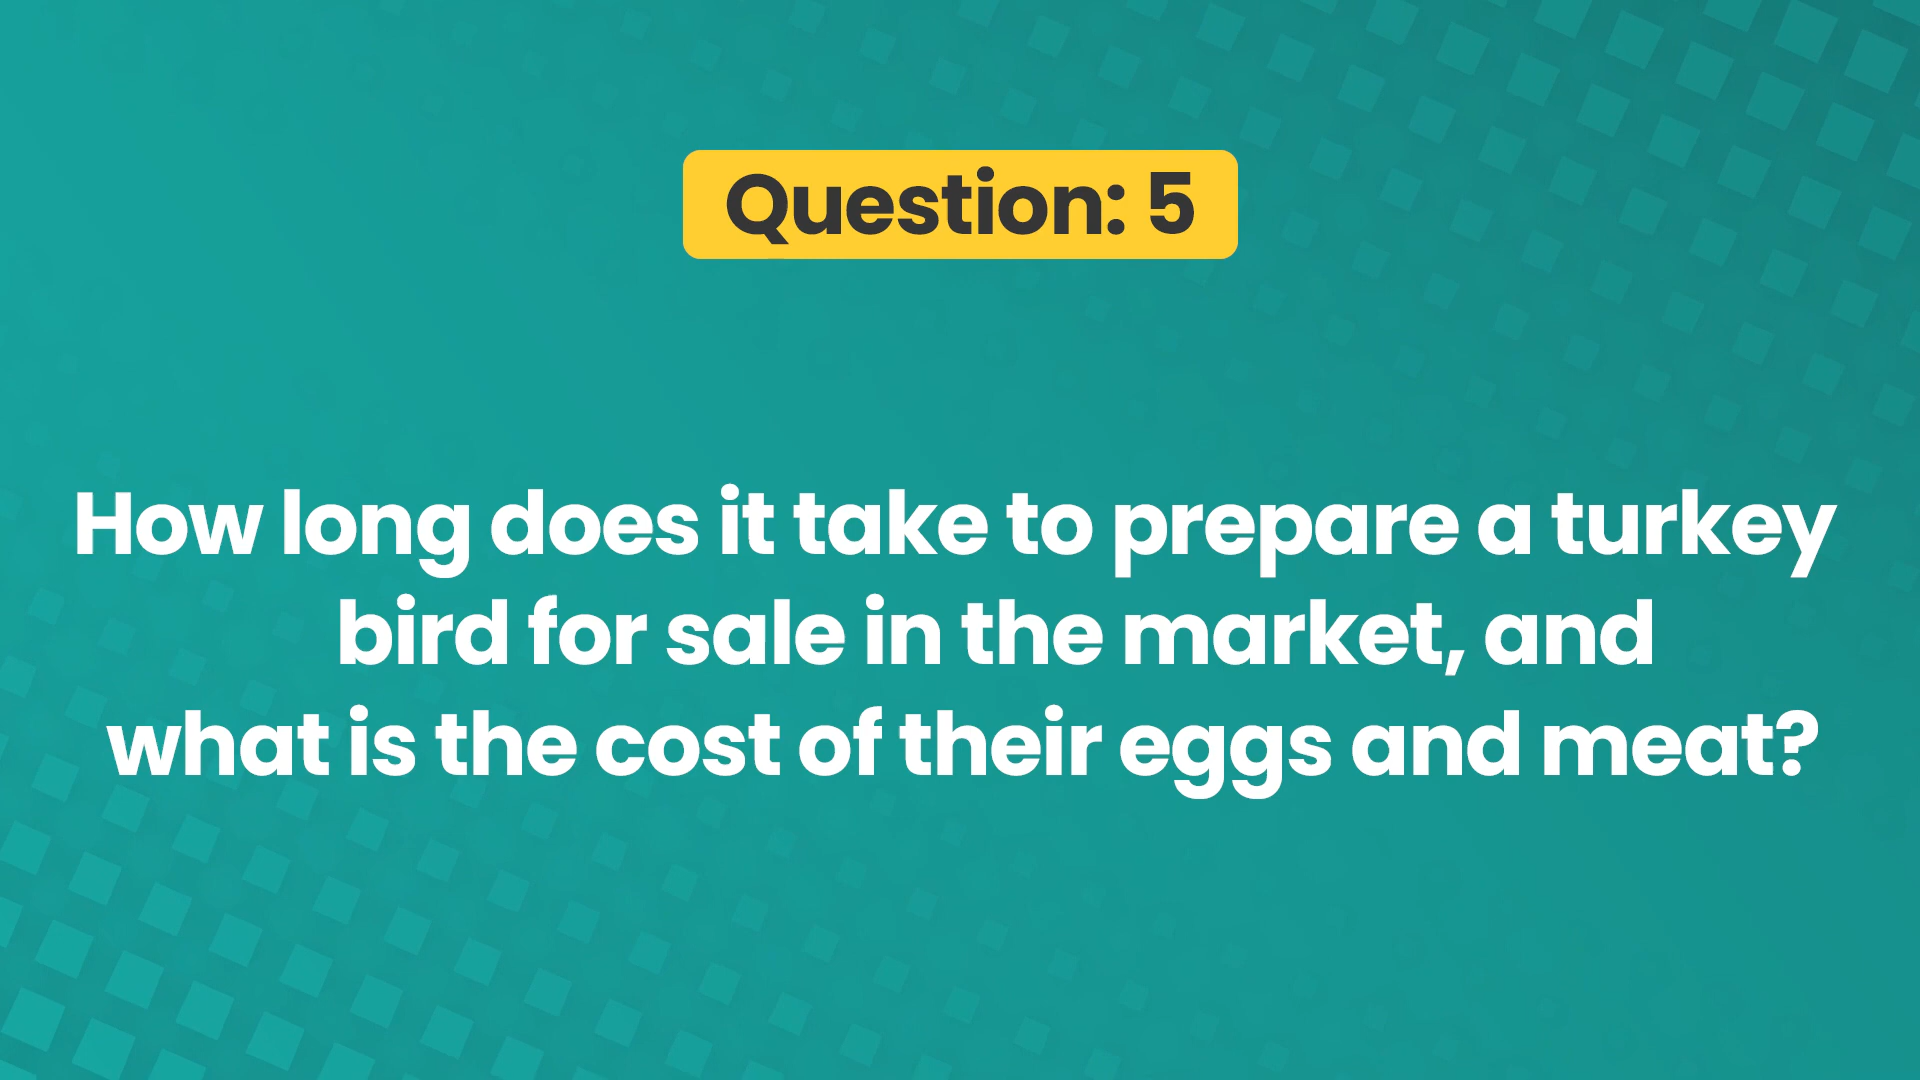 Question: 5
How long does it take to prepare a turkey
bird for sale in the market, and
what is the cost of their eggs and meat?